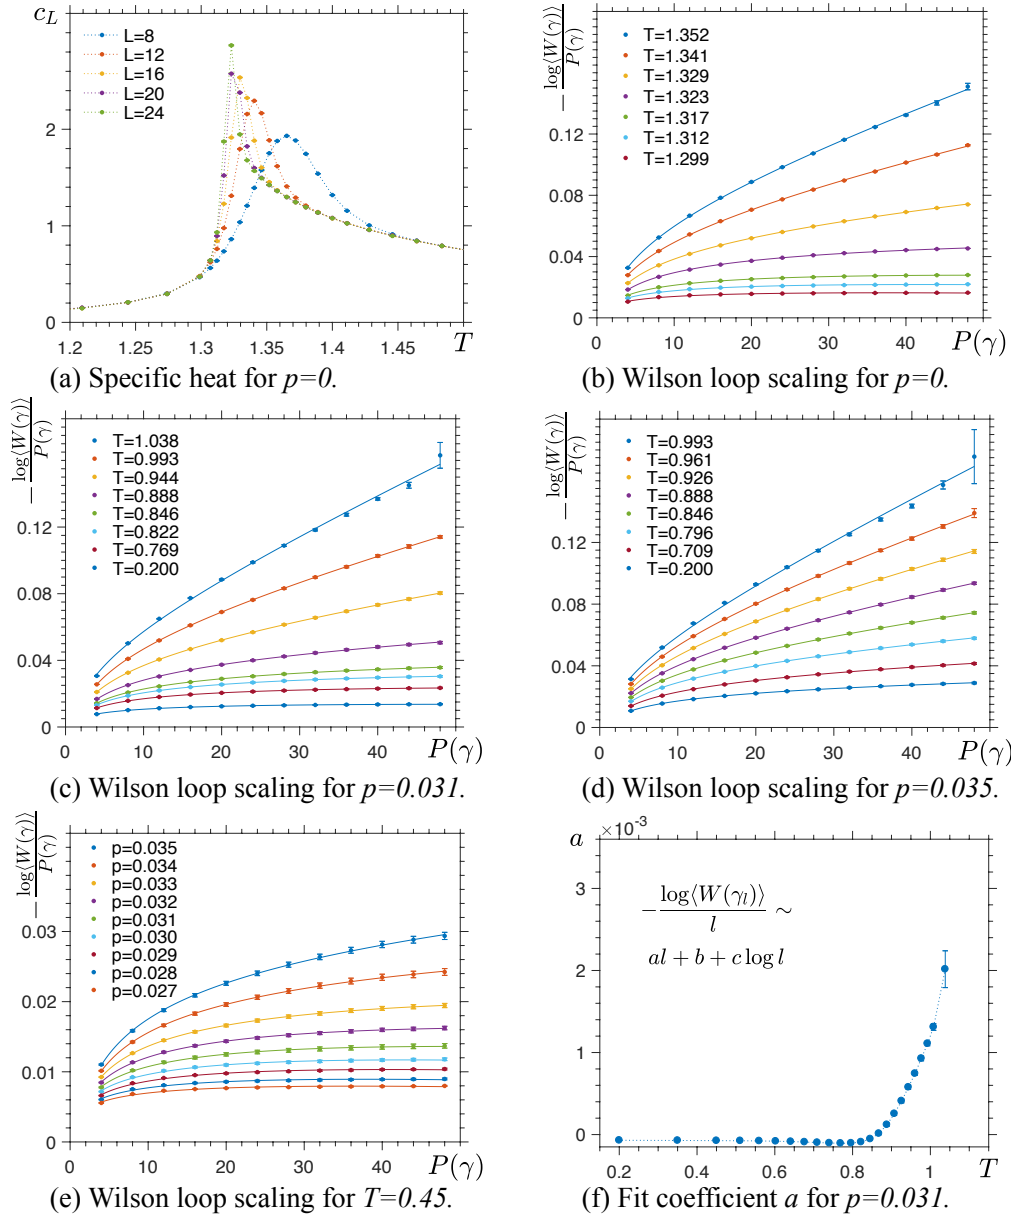 c_L
L=8
L=12
L=16
L=20
L=24
2
1
0
1.2 1.25 1.3 1.35 1.4 1.45 T
(a) Specific heat for p=0.
− log⟨W(γ)⟩ / P(γ)
T=1.352
T=1.341
T=1.329
T=1.323
T=1.317
T=1.312
T=1.299
0.12
0.08
0.04
0
0 10 20 30 40 P(γ)
(b) Wilson loop scaling for p=0.
− log⟨W(γ)⟩ / P(γ)
T=1.038
T=0.993
T=0.944
T=0.888
T=0.846
T=0.822
T=0.769
T=0.200
0.12
0.08
0.04
0
0 10 20 30 40 P(γ)
(c) Wilson loop scaling for p=0.031.
− log⟨W(γ)⟩ / P(γ)
T=0.993
T=0.961
T=0.926
T=0.888
T=0.846
T=0.796
T=0.709
T=0.200
0.12
0.08
0.04
0
0 10 20 30 40 P(γ)
(d) Wilson loop scaling for p=0.035.
− log⟨W(γ)⟩ / P(γ)
p=0.035
p=0.034
p=0.033
p=0.032
p=0.031
p=0.030
p=0.029
p=0.028
p=0.027
0.03
0.02
0.01
0
0 10 20 30 40 P(γ)
(e) Wilson loop scaling for T=0.45.
a ×10⁻³
− log⟨W(γ_l)⟩ / l ∼
al + b + c log l
3
2
1
0
0.2 0.4 0.6 0.8 1 T
(f) Fit coefficient a for p=0.031.